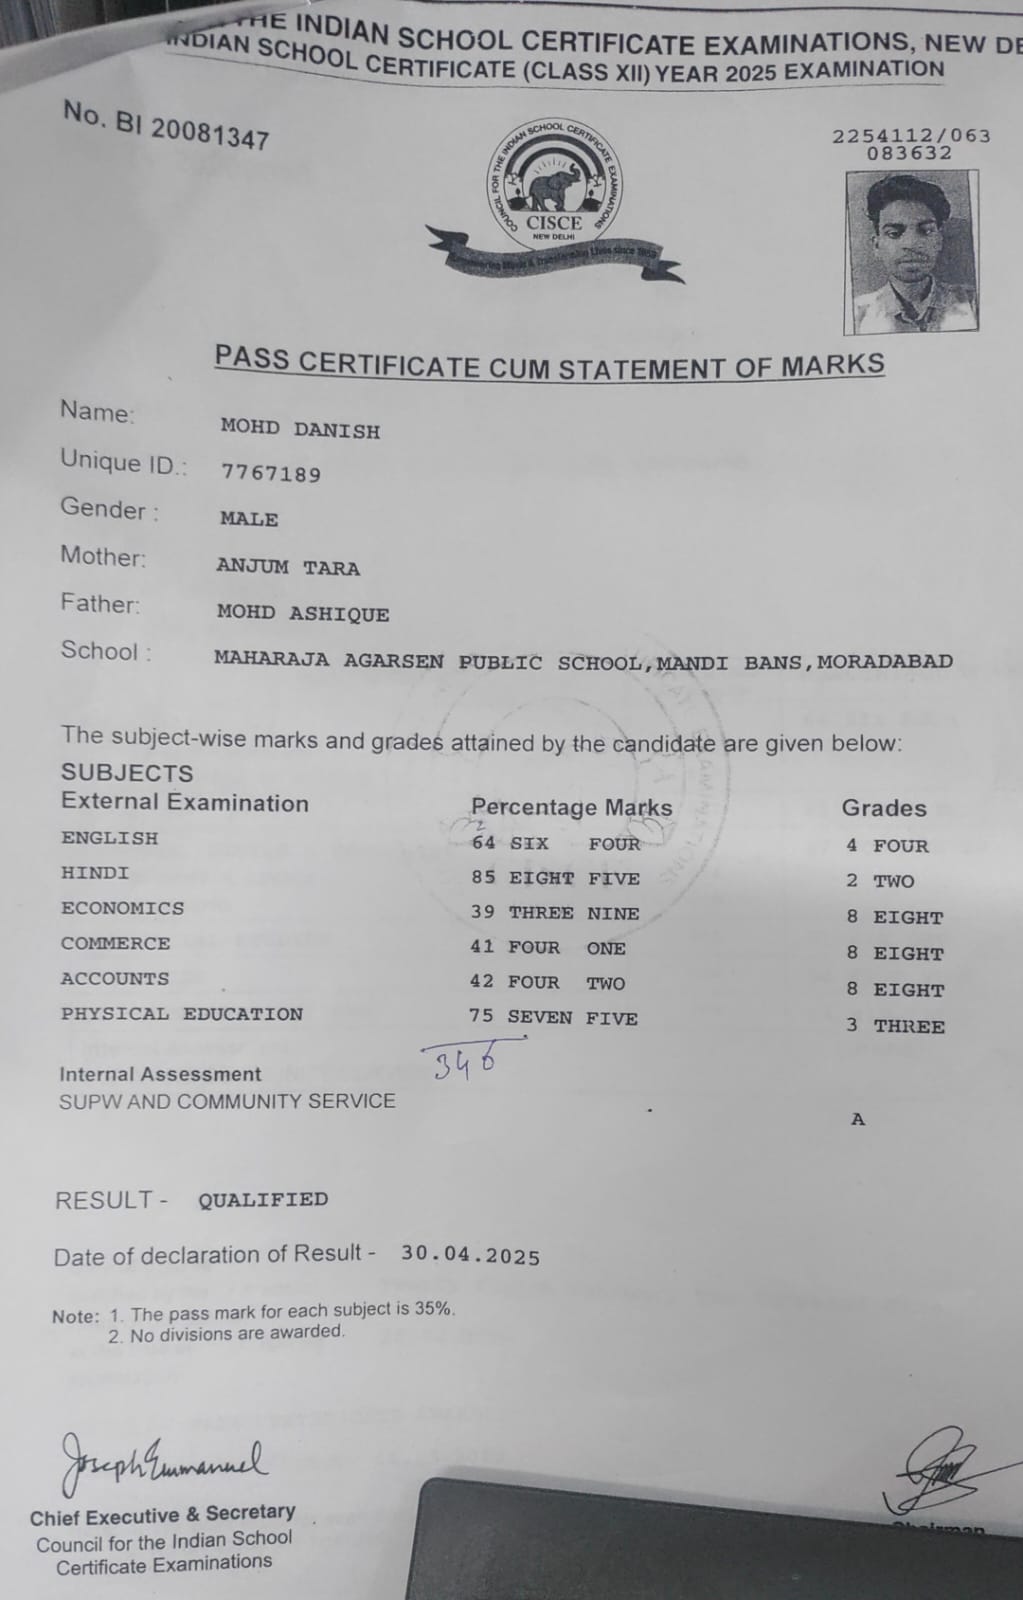 THE INDIAN SCHOOL CERTIFICATE EXAMINATIONS, NEW DE
INDIAN SCHOOL CERTIFICATE (CLASS XII) YEAR 2025 EXAMINATION
No. BI 20081347
2254112/063
083632
COUNCIL FOR THE INDIAN SCHOOL CERTIFICATE EXAMINATIONS
CISCE
NEW DELHI
PASS CERTIFICATE CUM STATEMENT OF MARKS
Name: MOHD DANISH
Unique ID.: 7767189
Gender : MALE
Mother: ANJUM TARA
Father: MOHD ASHIQUE
School : MAHARAJA AGARSEN PUBLIC SCHOOL,MANDI BANS,MORADABAD
The subject-wise marks and grades attained by the candidate are given below:
SUBJECTS
External Examination Percentage Marks Grades
ENGLISH 64 SIX FOUR 4 FOUR
HINDI 85 EIGHT FIVE 2 TWO
ECONOMICS 39 THREE NINE 8 EIGHT
COMMERCE 41 FOUR ONE 8 EIGHT
ACCOUNTS 42 FOUR TWO 8 EIGHT
PHYSICAL EDUCATION 75 SEVEN FIVE 3 THREE
346
Internal Assessment
SUPW AND COMMUNITY SERVICE A
RESULT - QUALIFIED
Date of declaration of Result - 30.04.2025
Note: 1. The pass mark for each subject is 35%.
2. No divisions are awarded.
Joseph Emmanuel
Chief Executive & Secretary
Council for the Indian School
Certificate Examinations
Chairman